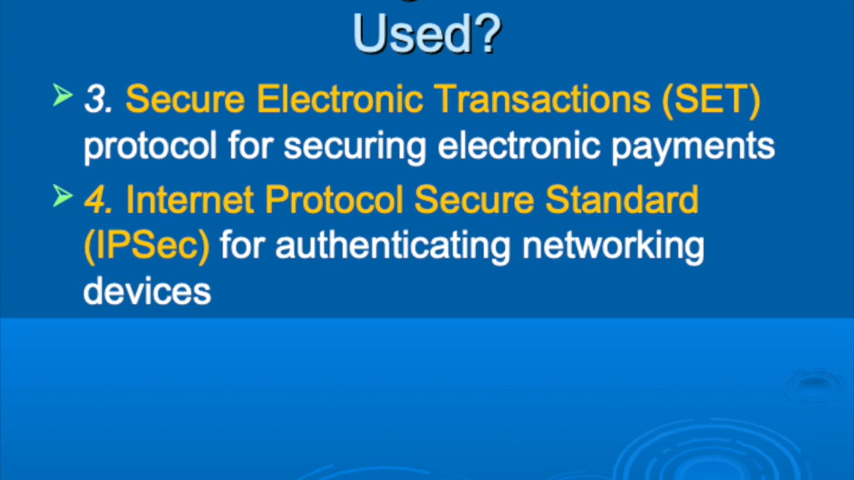 Used?
3. Secure Electronic Transactions (SET)
protocol for securing electronic payments
4. Internet Protocol Secure Standard
(IPSec) for authenticating networking
devices